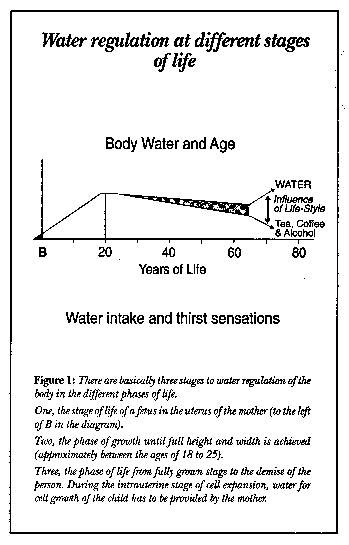 Water regulation at different stages
of life
Body Water and Age
WATER
Influence
of Life-Style
Tea, Coffee
& Alcohol
B 20 40 60 80
Years of Life
Water intake and thirst sensations
Figure 1: There are basically three stages to water regulation of the
body in the different phases of life.
One, the stage of life of a fetus in the uterus of the mother (to the left
of B in the diagram).
Two, the phase of growth until full height and width is achieved
(approximately between the ages of 18 to 25).
Three, the phase of life from fully grown stage to the demise of the
person. During the intrauterine stage of cell expansion, water for
cell growth of the child has to be provided by the mother.